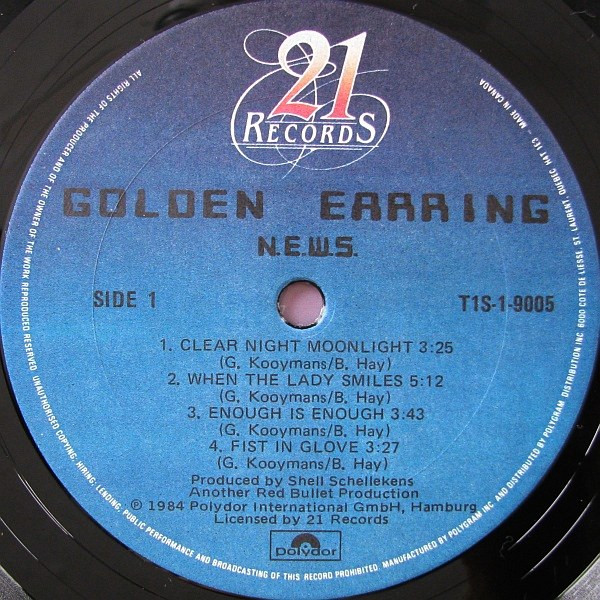 21
RECORDS
GOLDEN EARRING
N.E.W.S.
SIDE 1
T1S-1-9005
1. CLEAR NIGHT MOONLIGHT 3:25
(G. Kooymans/B. Hay)
2. WHEN THE LADY SMILES 5:12
(G. Kooymans/B. Hay)
3. ENOUGH IS ENOUGH 3:43
(G. Kooymans/B. Hay)
4. FIST IN GLOVE 3:27
(G. Kooymans/B. Hay)
Produced by Shell Schellekens
Another Red Bullet Production
℗ 1984 Polydor International GmbH, Hamburg
Licensed by 21 Records
polydor
ALL RIGHTS OF THE PRODUCER AND OF THE OWNER OF THE WORK REPRODUCED RESERVED. UNAUTHORISED COPYING, HIRING, LENDING, PUBLIC PERFORMANCE AND BROADCASTING OF THIS RECORD PROHIBITED. MANUFACTURED BY POLYGRAM INC AND DISTRIBUTED BY POLYGRAM DISTRIBUTION INC 6000 COTE DE LIESSE, ST. LAURENT, QUEBEC H4T 1E3 MADE IN CANADA